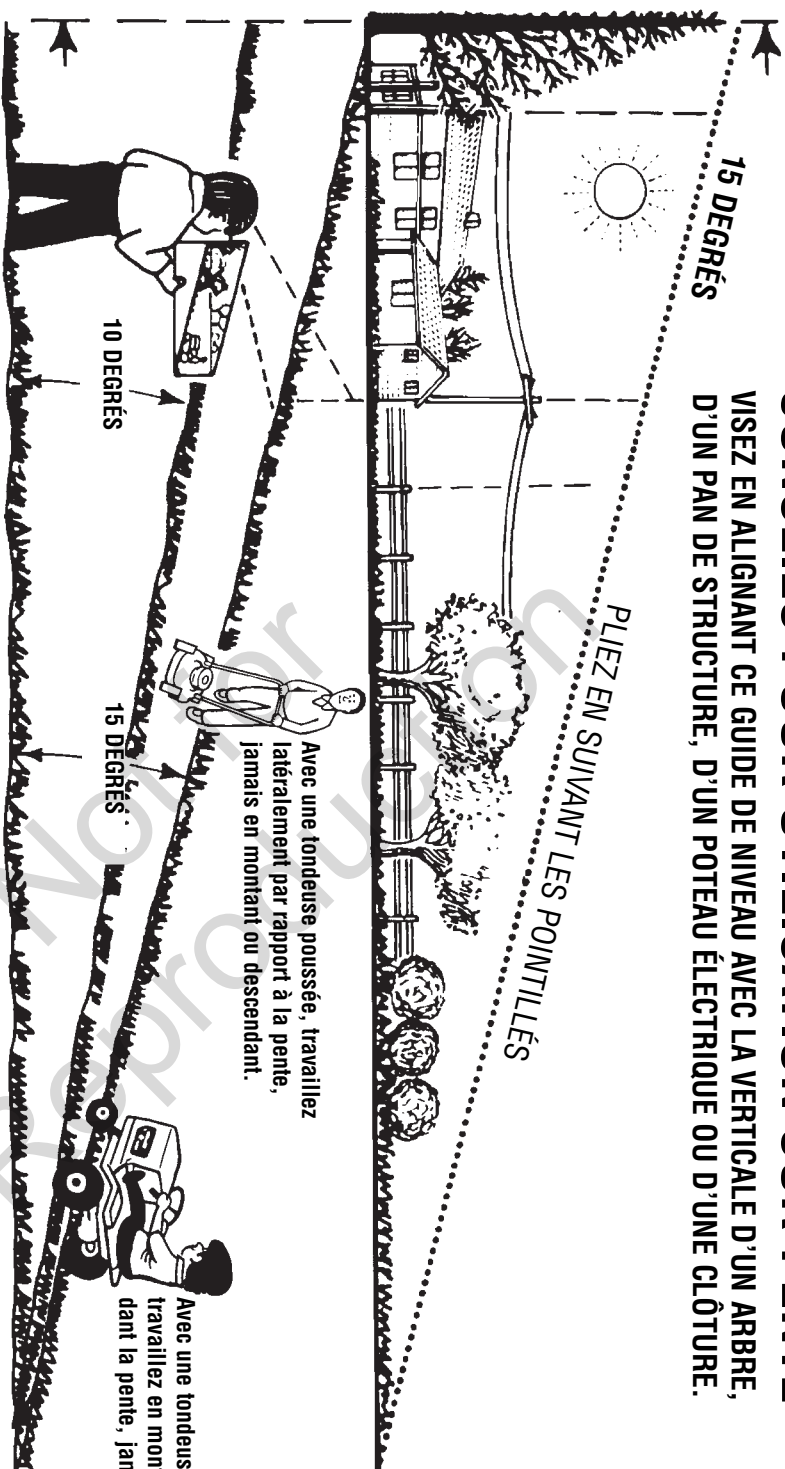 VISEZ EN ALIGNANT CE GUIDE DE NIVEAU AVEC LA VERTICALE D'UN ARBRE,
D'UN PAN DE STRUCTURE, D'UN POTEAU ÉLECTRIQUE OU D'UNE CLÔTURE.
15 DEGRÉS
PLIEZ EN SUIVANT LES POINTILLÉS
Avec une tondeuse poussée, travaillez
latéralement par rapport à la pente,
jamais en montant ou descendant.
10 DEGRÉS
15 DEGRÉS
Avec une tondeus
travaillez en mon
dant la pente, jan
Not for
Reproduction